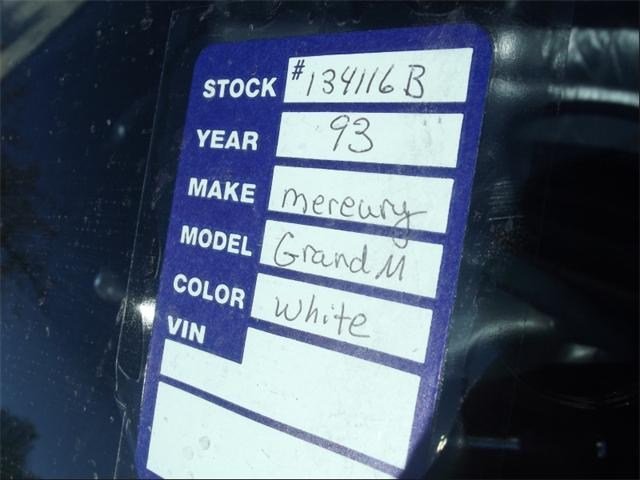 STOCK #134116B
YEAR 93
MAKE mereury
MODEL Grand M
COLOR white
VIN